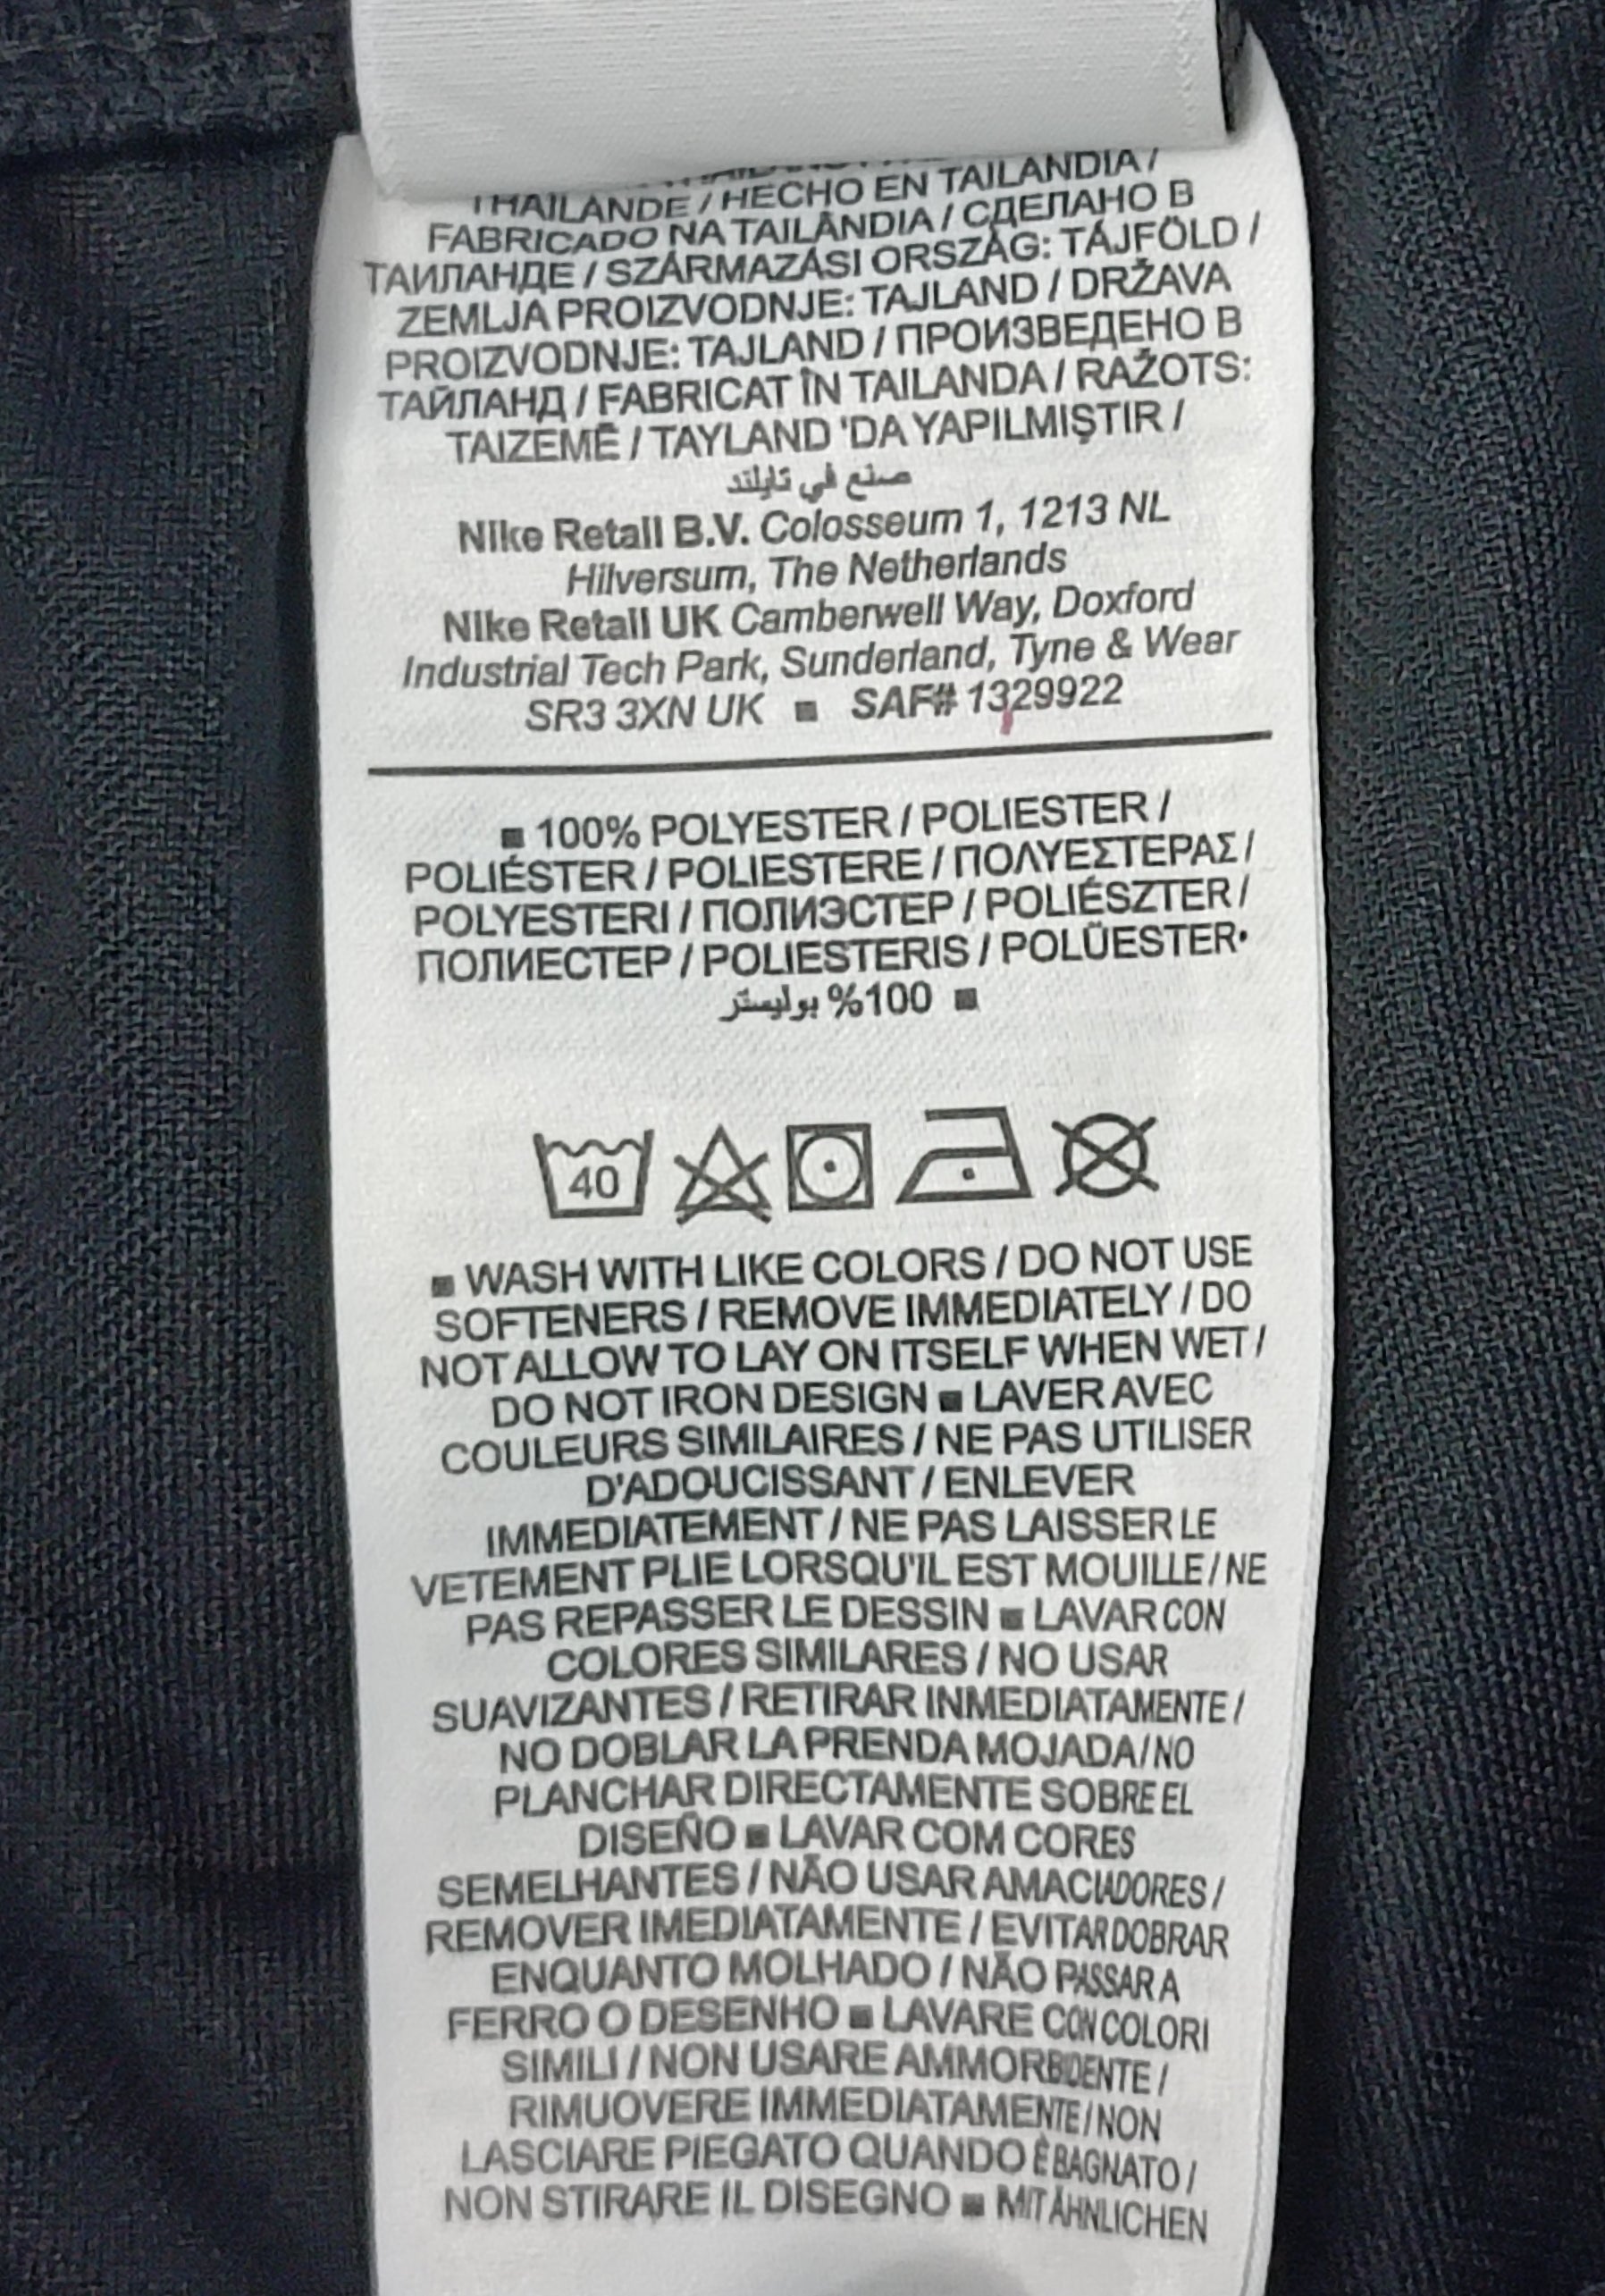 THAILANDE / HECHO EN TAILANDIA /
FABRICADO NA TAILÂNDIA / СДЕЛАНО В
ТАИЛАНДЕ / SZÁRMAZÁSI ORSZÁG: TÁJFÖLD /
ZEMLJA PROIZVODNJE: TAJLAND / DRŽAVA
PROIZVODNJE: TAJLAND / ПРОИЗВЕДЕНО В
ТАЙЛАНД / FABRICAT ÎN TAILANDA / RAŽOTS:
TAIZEMĒ / TAYLAND 'DA YAPILMIŞTIR /
صنع في تايلند
Nike Retail B.V. Colosseum 1, 1213 NL
Hilversum, The Netherlands
Nike Retail UK Camberwell Way, Doxford
Industrial Tech Park, Sunderland, Tyne & Wear
SR3 3XN UK ■ SAF# 1329922
■ 100% POLYESTER / POLIESTER /
POLIÉSTER / POLIESTERE / ΠΟΛΥΕΣΤΕΡΑΣ /
POLYESTERI / ПОЛИЭСТЕР / POLIÉSZTER /
ПОЛИЕСТЕР / POLIESTERIS / POLÜESTER•
■ 100% بوليستر
40
■ WASH WITH LIKE COLORS / DO NOT USE
SOFTENERS / REMOVE IMMEDIATELY / DO
NOT ALLOW TO LAY ON ITSELF WHEN WET /
DO NOT IRON DESIGN ■ LAVER AVEC
COULEURS SIMILAIRES / NE PAS UTILISER
D'ADOUCISSANT / ENLEVER
IMMEDIATEMENT / NE PAS LAISSER LE
VETEMENT PLIE LORSQU'IL EST MOUILLE / NE
PAS REPASSER LE DESSIN ■ LAVAR CON
COLORES SIMILARES / NO USAR
SUAVIZANTES / RETIRAR INMEDIATAMENTE /
NO DOBLAR LA PRENDA MOJADA / NO
PLANCHAR DIRECTAMENTE SOBRE EL
DISEÑO ■ LAVAR COM CORES
SEMELHANTES / NÃO USAR AMACIADORES /
REMOVER IMEDIATAMENTE / EVITAR DOBRAR
ENQUANTO MOLHADO / NÃO PASSAR A
FERRO O DESENHO ■ LAVARE CON COLORI
SIMILI / NON USARE AMMORBIDENTE /
RIMUOVERE IMMEDIATAMENTE / NON
LASCIARE PIEGATO QUANDO È BAGNATO /
NON STIRARE IL DISEGNO ■ MIT ÄHNLICHEN